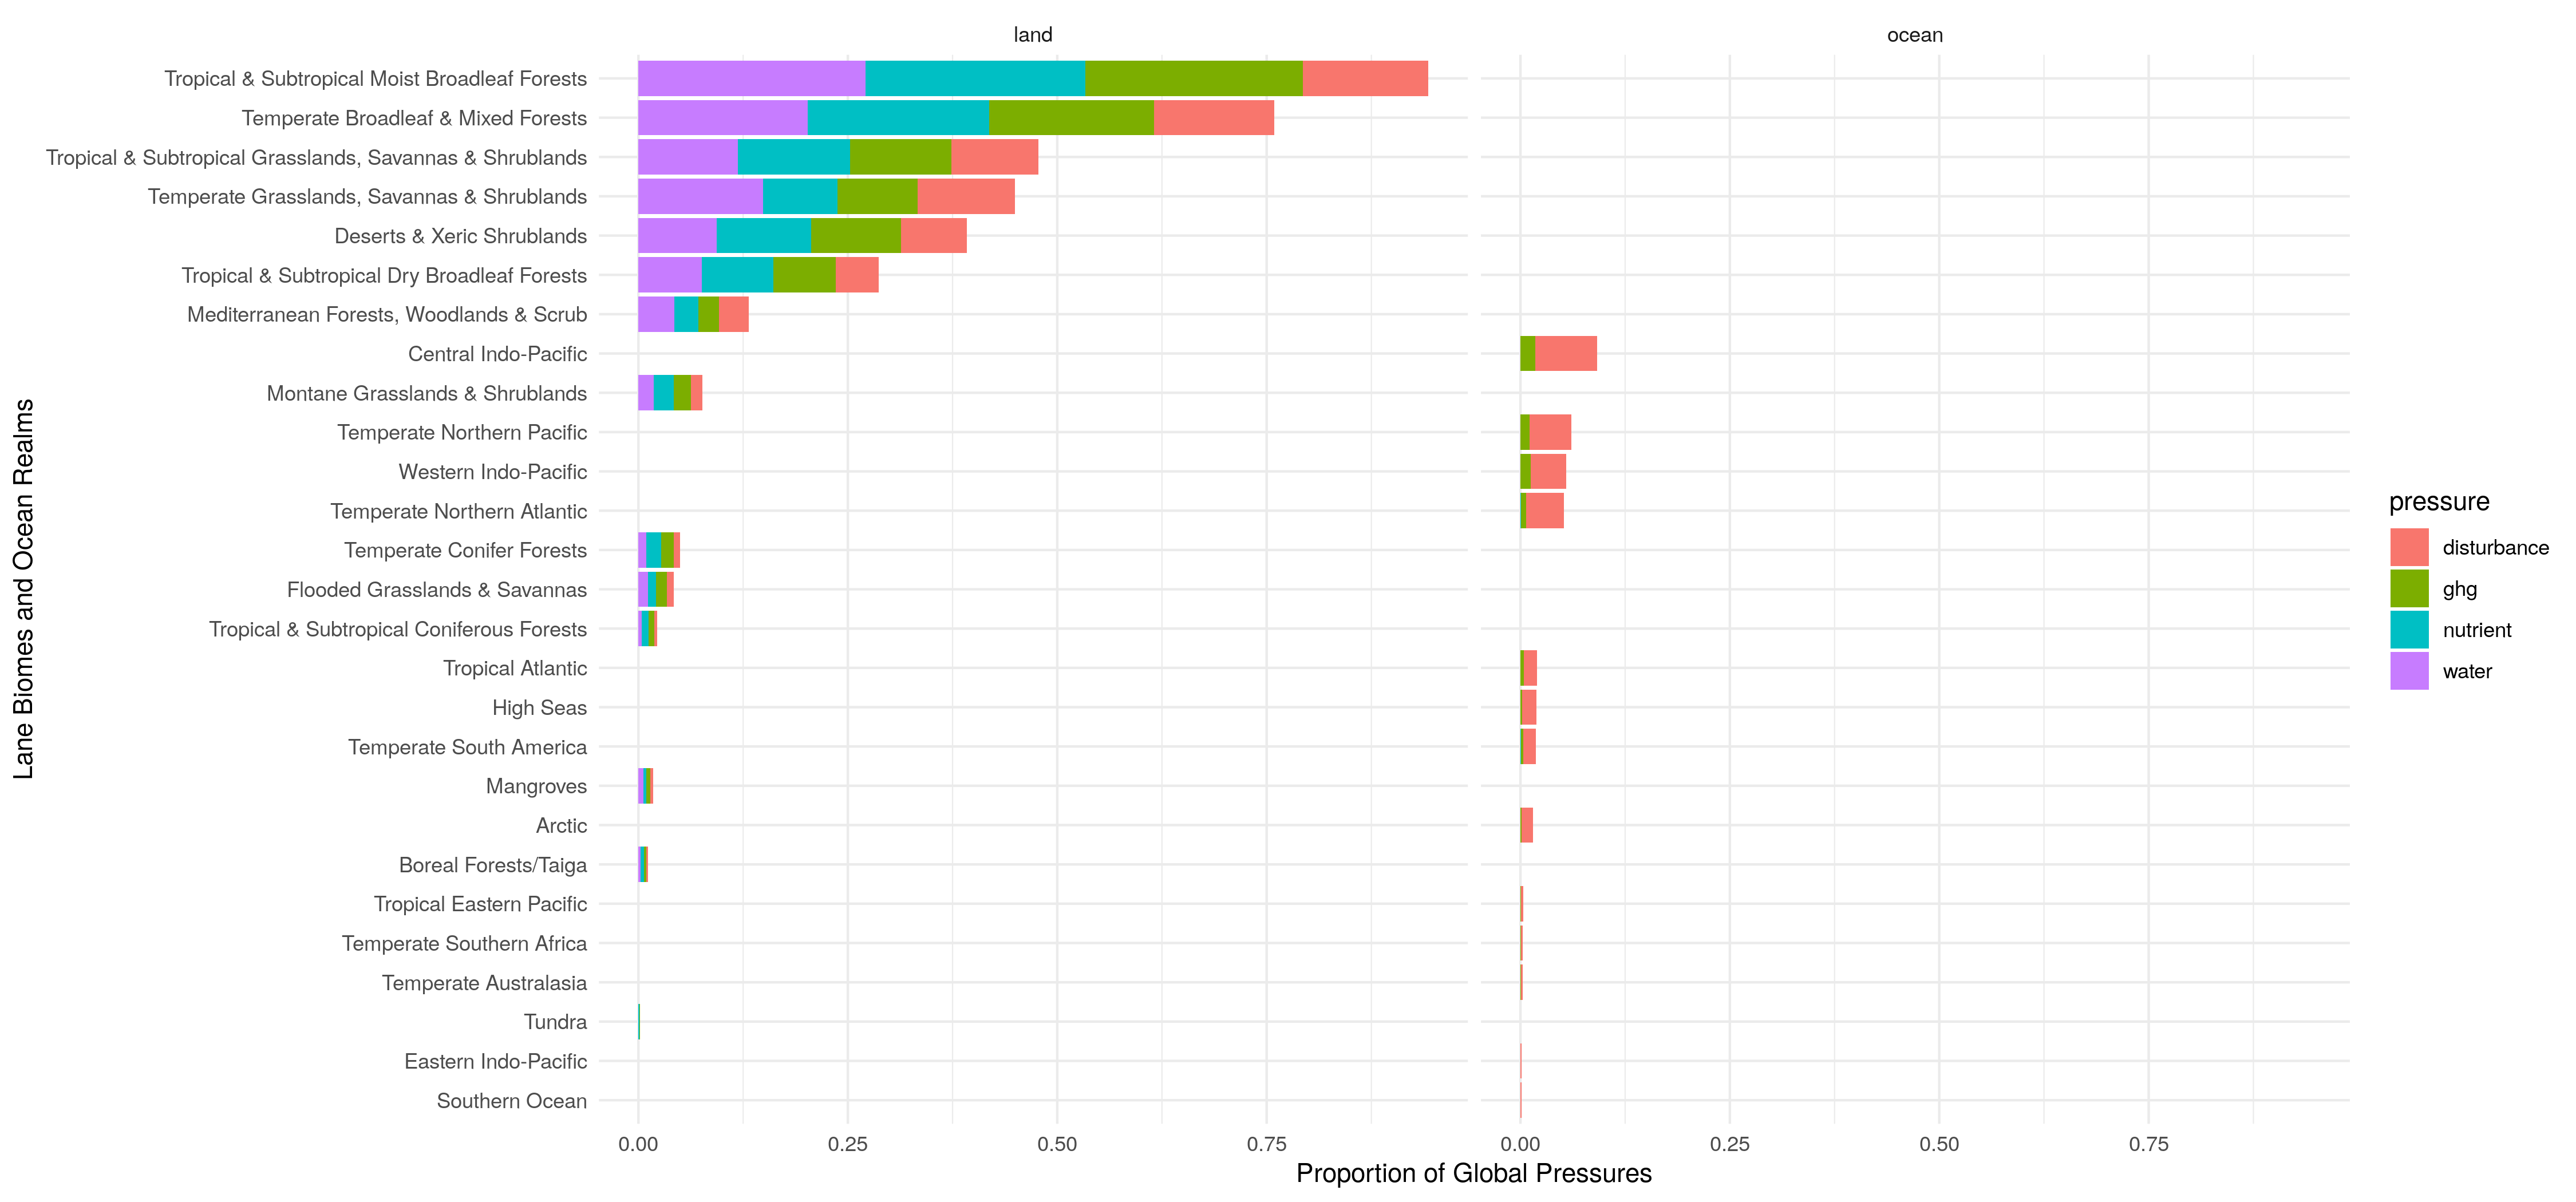 land
ocean
Tropical & Subtropical Moist Broadleaf Forests
Temperate Broadleaf & Mixed Forests
Tropical & Subtropical Grasslands, Savannas & Shrublands
Temperate Grasslands, Savannas & Shrublands
Deserts & Xeric Shrublands
Tropical & Subtropical Dry Broadleaf Forests
Mediterranean Forests, Woodlands & Scrub
Central Indo-Pacific
Montane Grasslands & Shrublands
Temperate Northern Pacific
Western Indo-Pacific
Temperate Northern Atlantic
Temperate Conifer Forests
Flooded Grasslands & Savannas
Tropical & Subtropical Coniferous Forests
Tropical Atlantic
High Seas
Temperate South America
Mangroves
Arctic
Boreal Forests/Taiga
Tropical Eastern Pacific
Temperate Southern Africa
Temperate Australasia
Tundra
Eastern Indo-Pacific
Southern Ocean
Lane Biomes and Ocean Realms
0.00 0.25 0.50 0.75
0.00 0.25 0.50 0.75
Proportion of Global Pressures
pressure
disturbance
ghg
nutrient
water